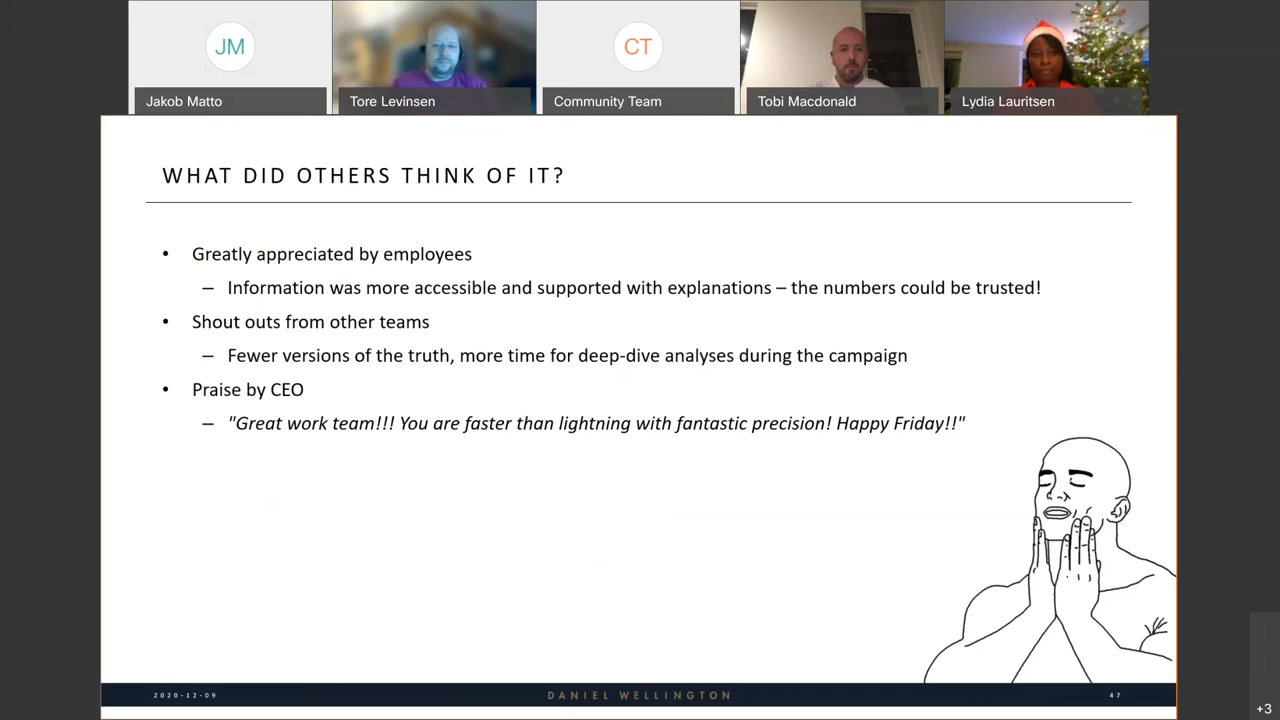 JM
CT
Jakob Matto
Tore Levinsen
Community Team
Tobi Macdonald
Lydia Lauritsen
WHAT DID OTHERS THINK OF IT?
• Greatly appreciated by employees
– Information was more accessible and supported with explanations – the numbers could be trusted!
• Shout outs from other teams
– Fewer versions of the truth, more time for deep-dive analyses during the campaign
• Praise by CEO
– "Great work team!!! You are faster than lightning with fantastic precision! Happy Friday!!"
2020-12-09
DANIEL WELLINGTON
47
+3